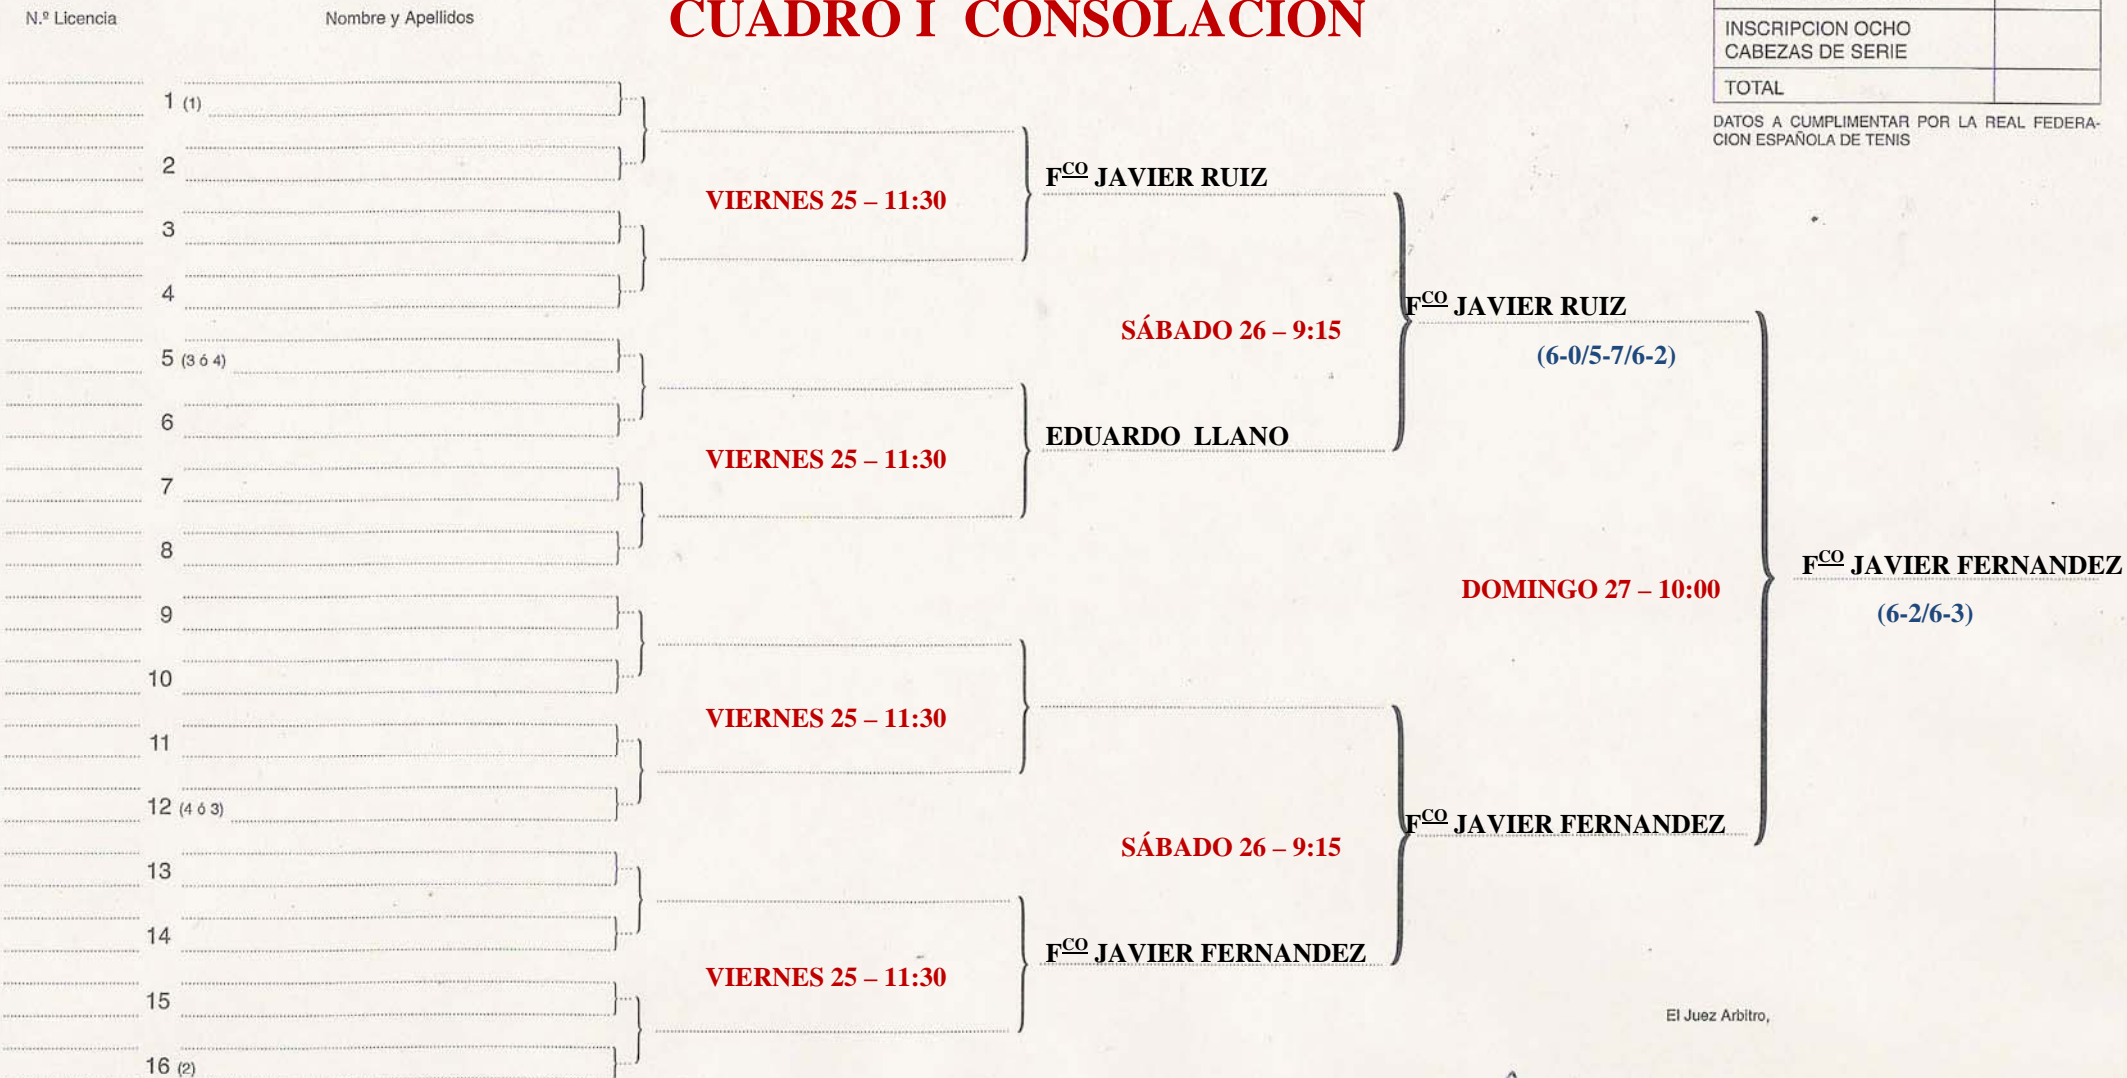 CUADRO I CONSOLACION
N.º Licencia
Nombre y Apellidos
INSCRIPCION OCHO
CABEZAS DE SERIE
TOTAL
DATOS A CUMPLIMENTAR POR LA REAL FEDERA-
CION ESPAÑOLA DE TENIS
1 (1)
2
3
4
5 (3 ó 4)
6
7
8
9
10
11
12 (4 ó 3)
13
14
15
16 (2)
VIERNES 25 – 11:30
VIERNES 25 – 11:30
VIERNES 25 – 11:30
VIERNES 25 – 11:30
FCO JAVIER RUIZ
SÁBADO 26 – 9:15
EDUARDO LLANO
SÁBADO 26 – 9:15
FCO JAVIER FERNANDEZ
FCO JAVIER RUIZ
(6-0/5-7/6-2)
DOMINGO 27 – 10:00
FCO JAVIER FERNANDEZ
FCO JAVIER FERNANDEZ
(6-2/6-3)
El Juez Arbitro,